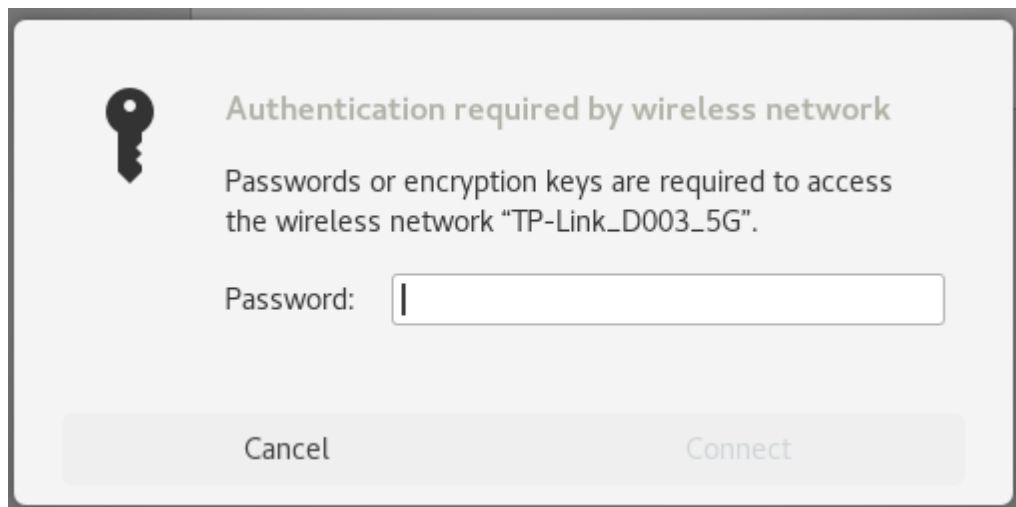 Authentication required by wireless network
Passwords or encryption keys are required to access
the wireless network “TP-Link_D003_5G”.
Password:
Cancel
Connect